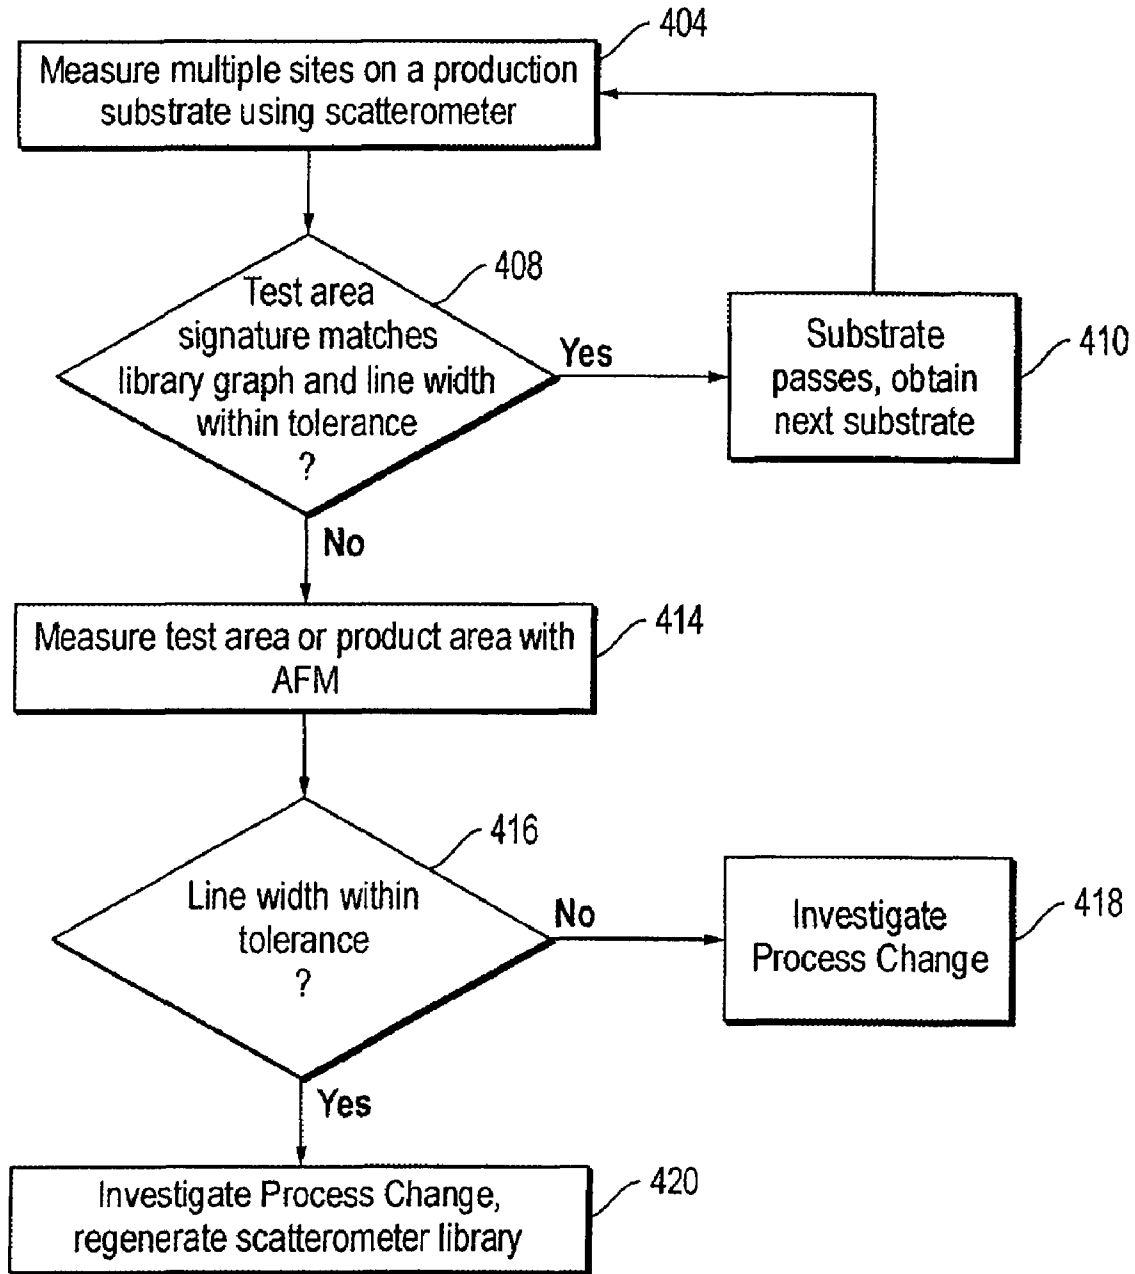 404
Measure multiple sites on a production
substrate using scatterometer
408
Test area
signature matches
library graph and line width
within tolerance
?
Yes
Substrate
passes, obtain
next substrate
410
No
414
Measure test area or product area with
AFM
416
Line width within
tolerance
?
No
Investigate
Process Change
418
Yes
420
Investigate Process Change,
regenerate scatterometer library